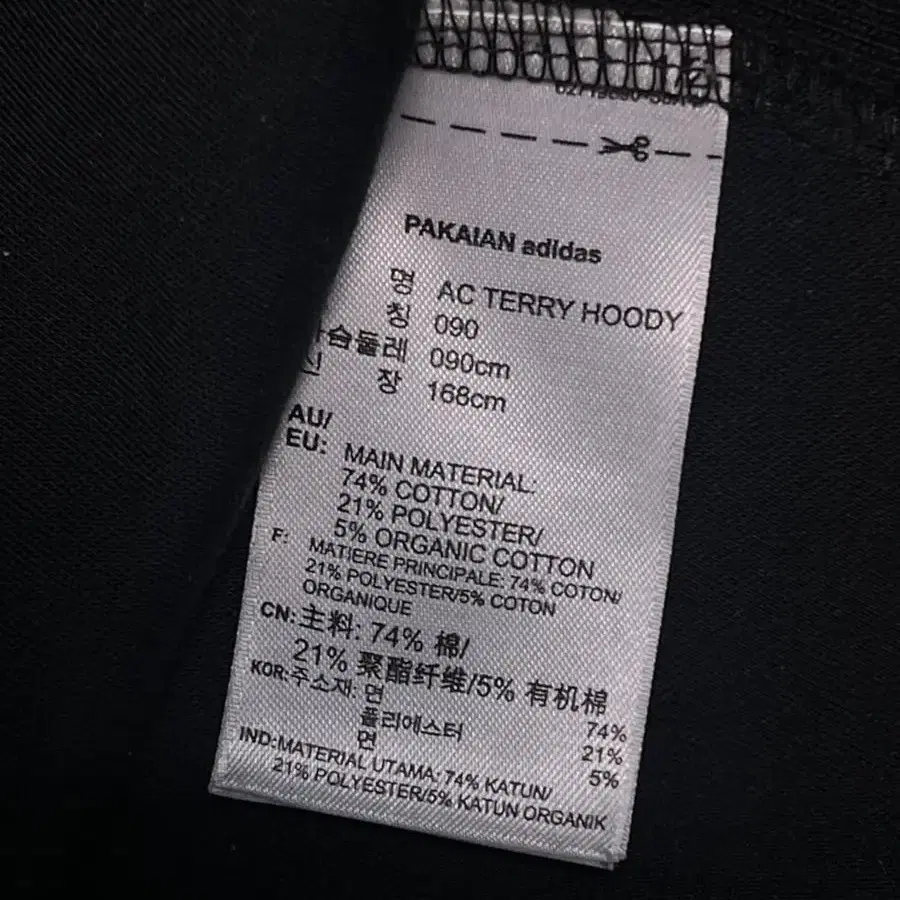 PAKAIAN adidas
명 AC TERRY HOODY
칭 090
가슴둘레 090cm
신 장 168cm
AU/
EU: MAIN MATERIAL:
74% COTTON/
21% POLYESTER/
5% ORGANIC COTTON
F: MATIERE PRINCIPALE: 74% COTON/
21% POLYESTER/5% COTON
ORGANIQUE
CN:主料: 74% 棉/
21% 聚酯纤维/5% 有机棉
KOR:주소재: 면 74%
폴리에스터 21%
면 5%
IND:MATERIAL UTAMA: 74% KATUN/
21% POLYESTER/5% KATUN ORGANIK